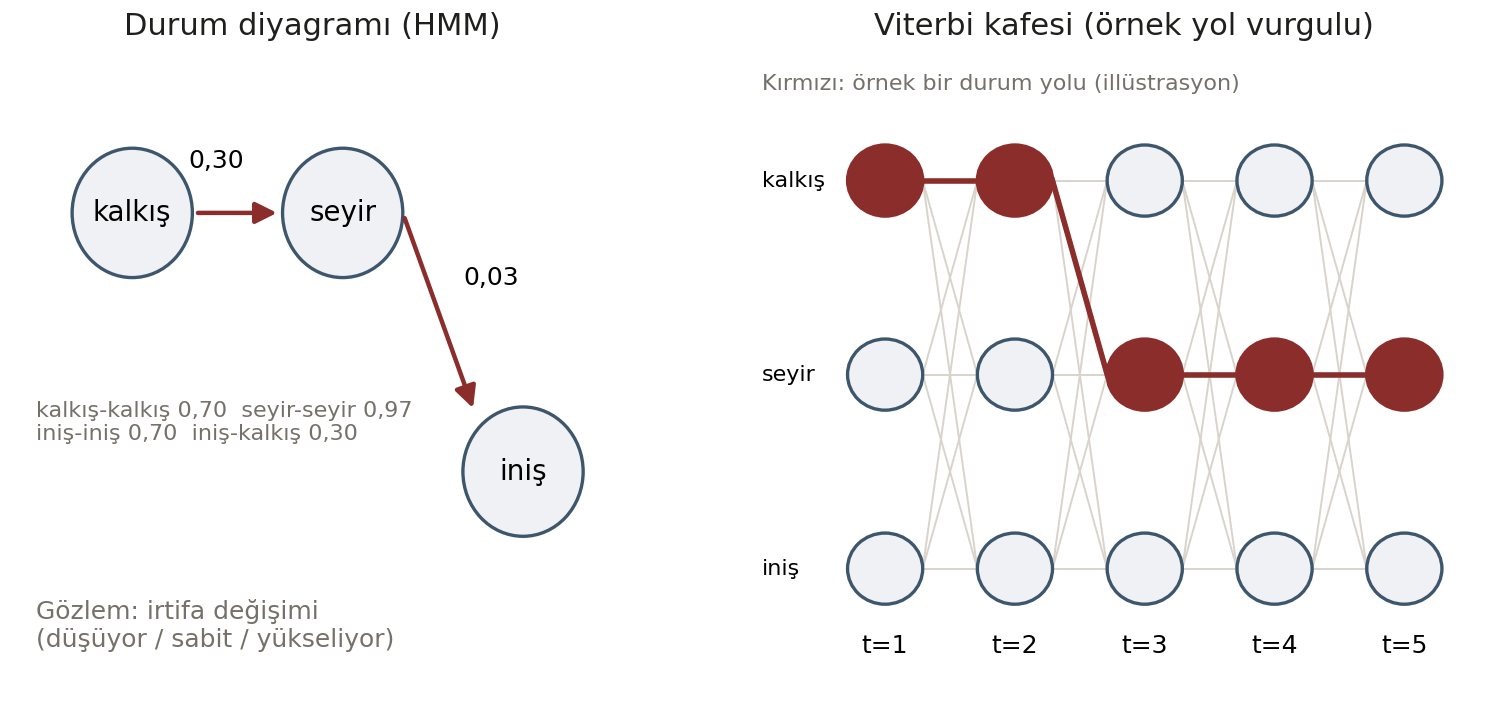 Durum diyagramı (HMM)
kalkış
0,30
seyir
0,03
kalkış-kalkış 0,70  seyir-seyir 0,97
iniş-iniş 0,70  iniş-kalkış 0,30
iniş
Gözlem: irtifa değişimi
(düşüyor / sabit / yükseliyor)
Viterbi kafesi (örnek yol vurgulu)
Kırmızı: örnek bir durum yolu (illüstrasyon)
kalkış
seyir
iniş
t=1
t=2
t=3
t=4
t=5